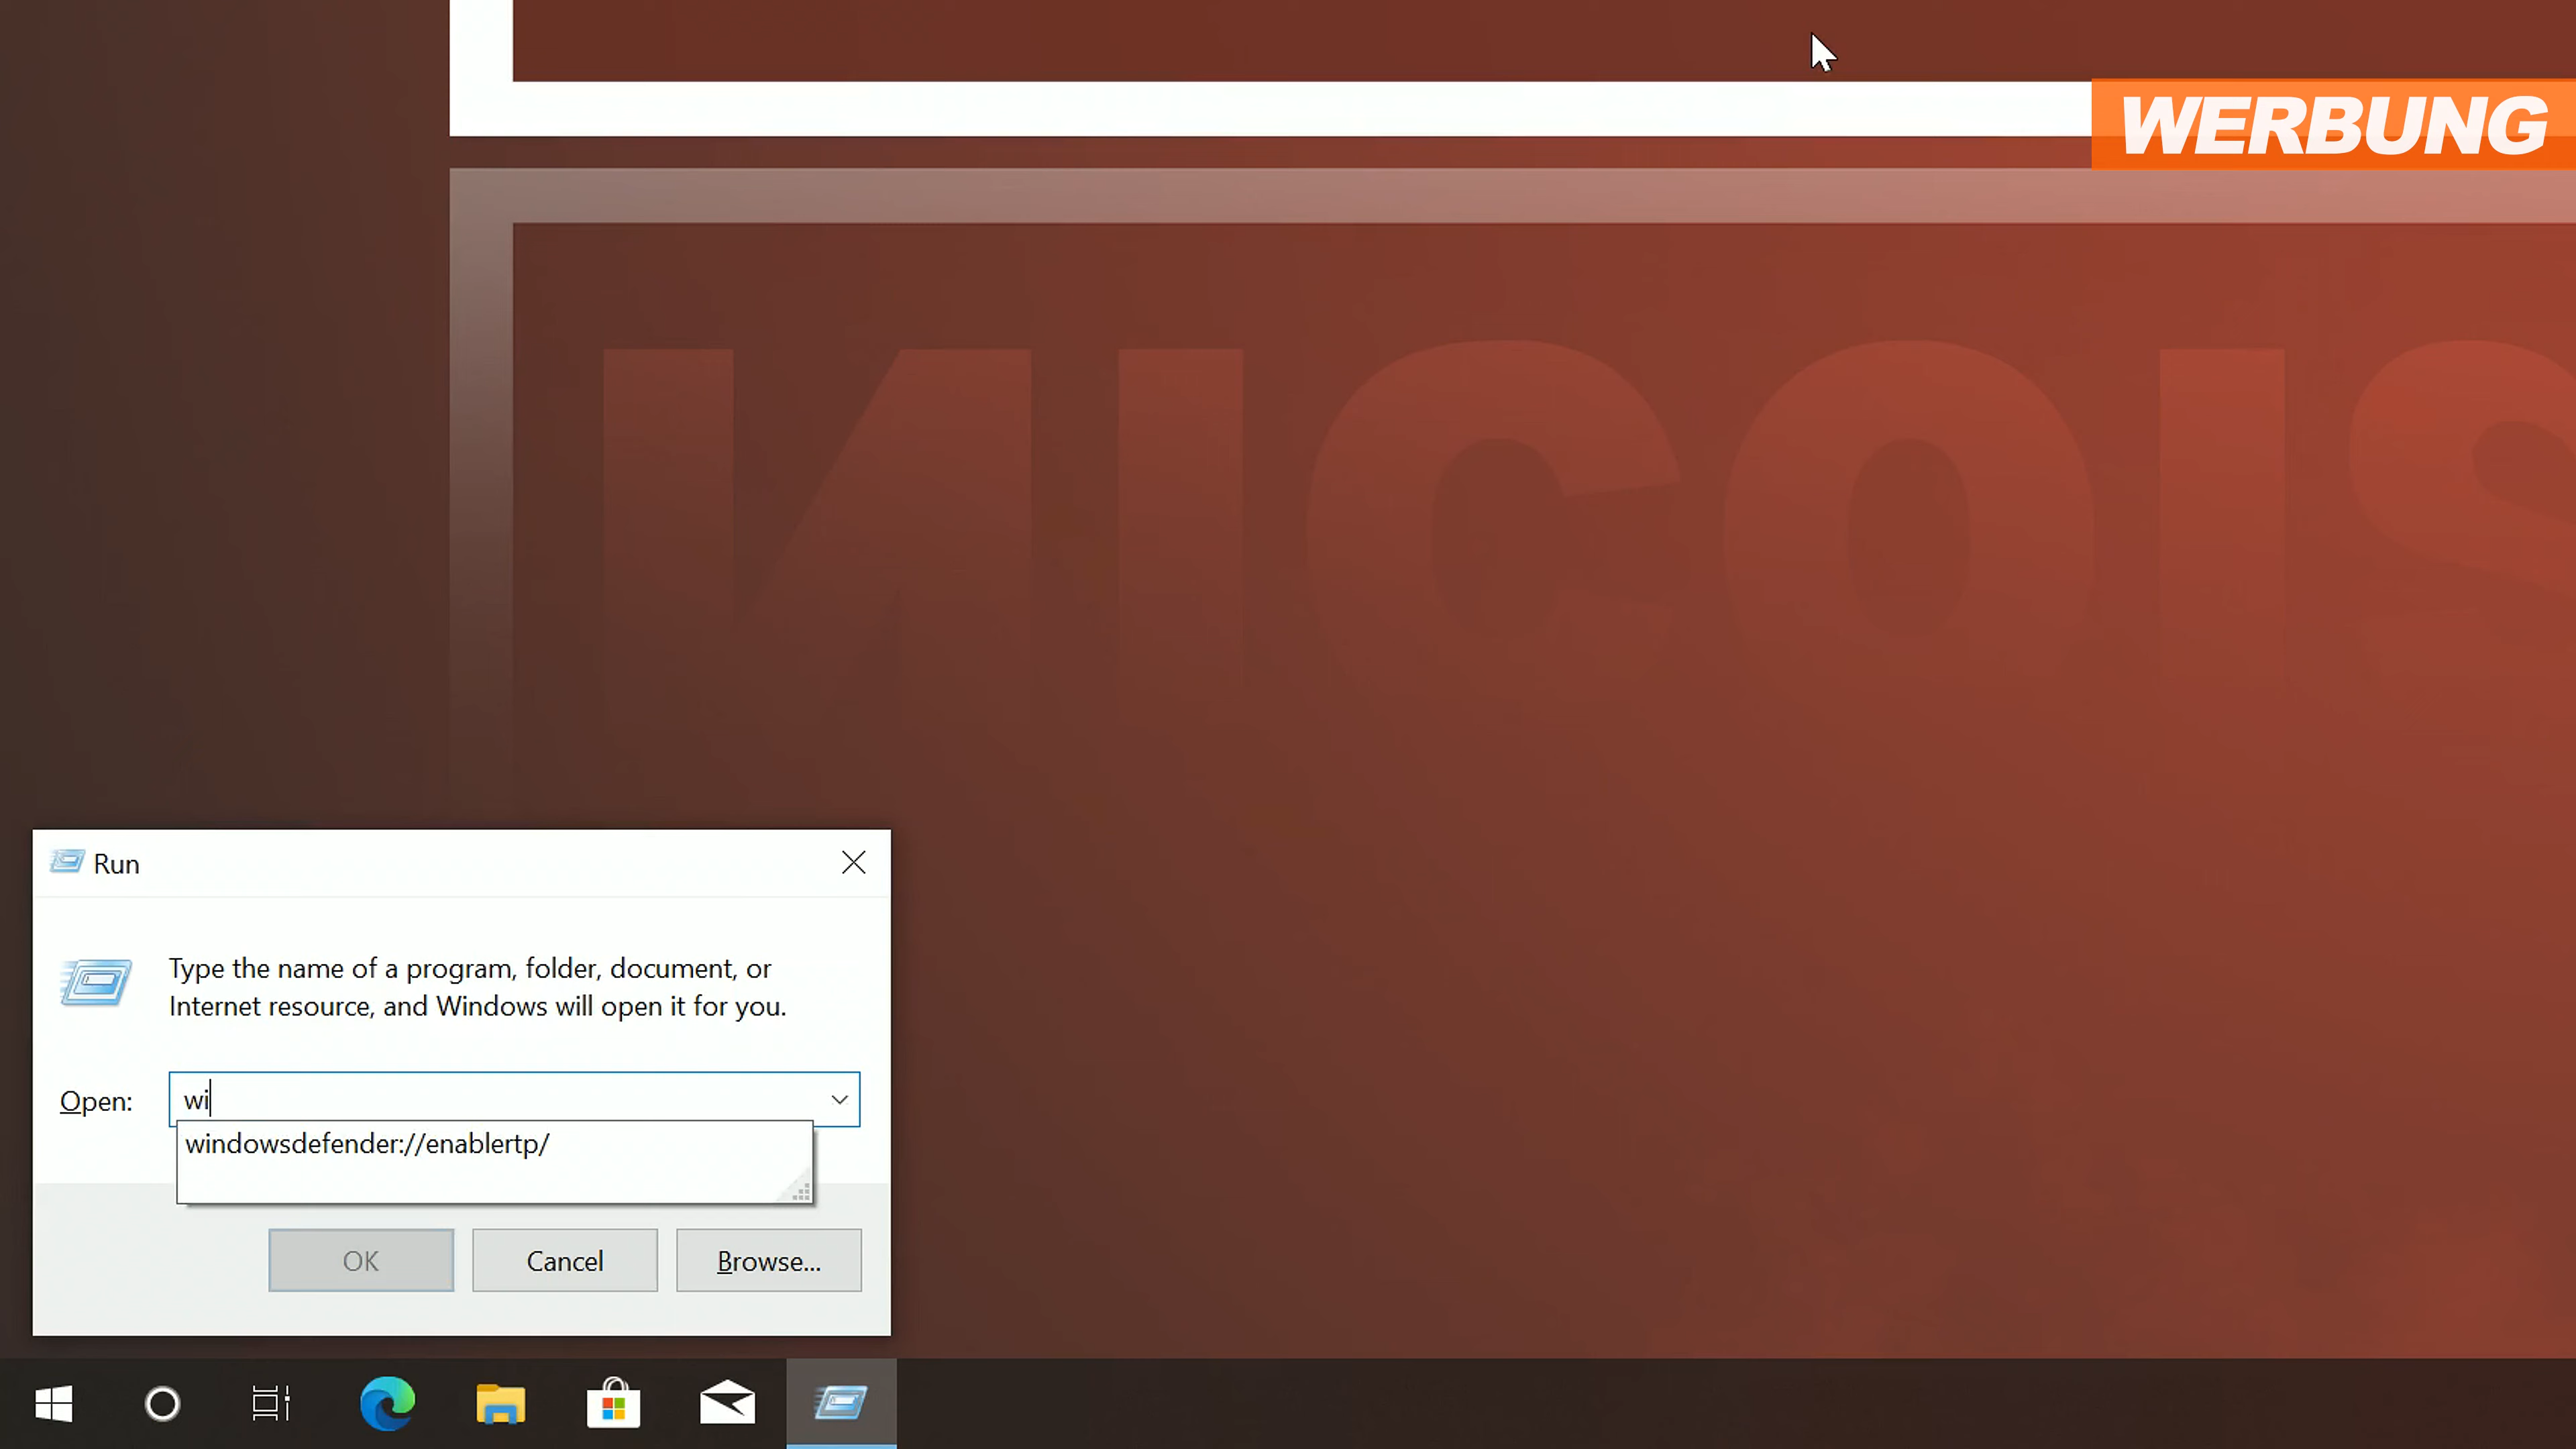 WERBUNG
NICOIS
Run
Type the name of a program, folder, document, or
Internet resource, and Windows will open it for you.
Open:
wi
windowsdefender://enablertp/
OK
Cancel
Browse...